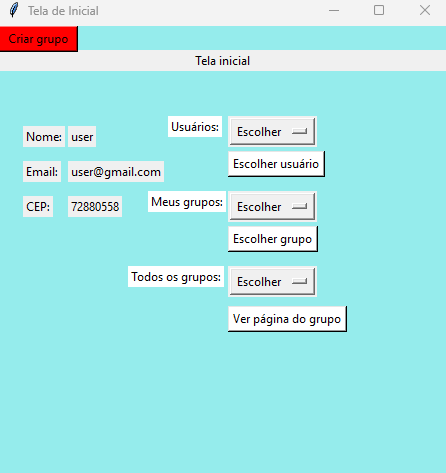 Tela de Inicial
Criar grupo
Tela inicial
Usuários: Escolher
Nome: user
Escolher usuário
Email: user@gmail.com
Meus grupos: Escolher
CEP: 72880558
Escolher grupo
Todos os grupos: Escolher
Ver página do grupo